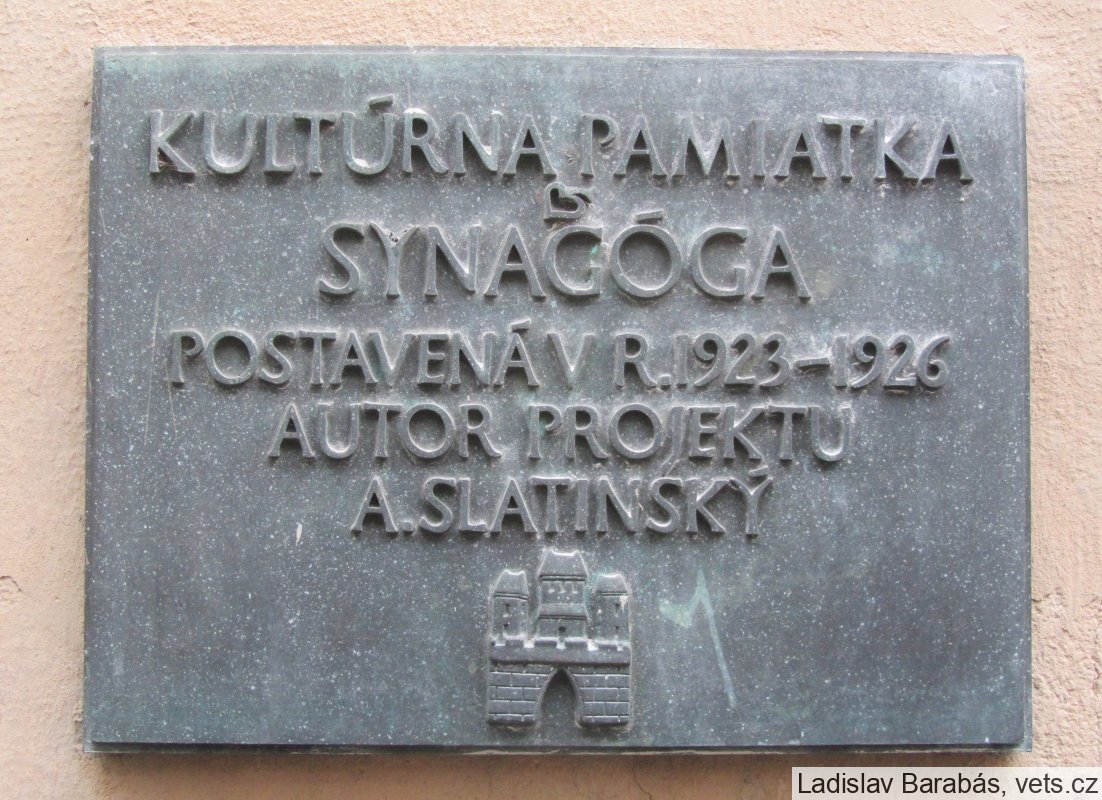 KULTÚRNA PAMIATKA
SYNAGÓGA
POSTAVENÁ V R. 1923–1926
AUTOR PROJEKTU
A. SLATINSKÝ
Ladislav Barabás, vets.cz